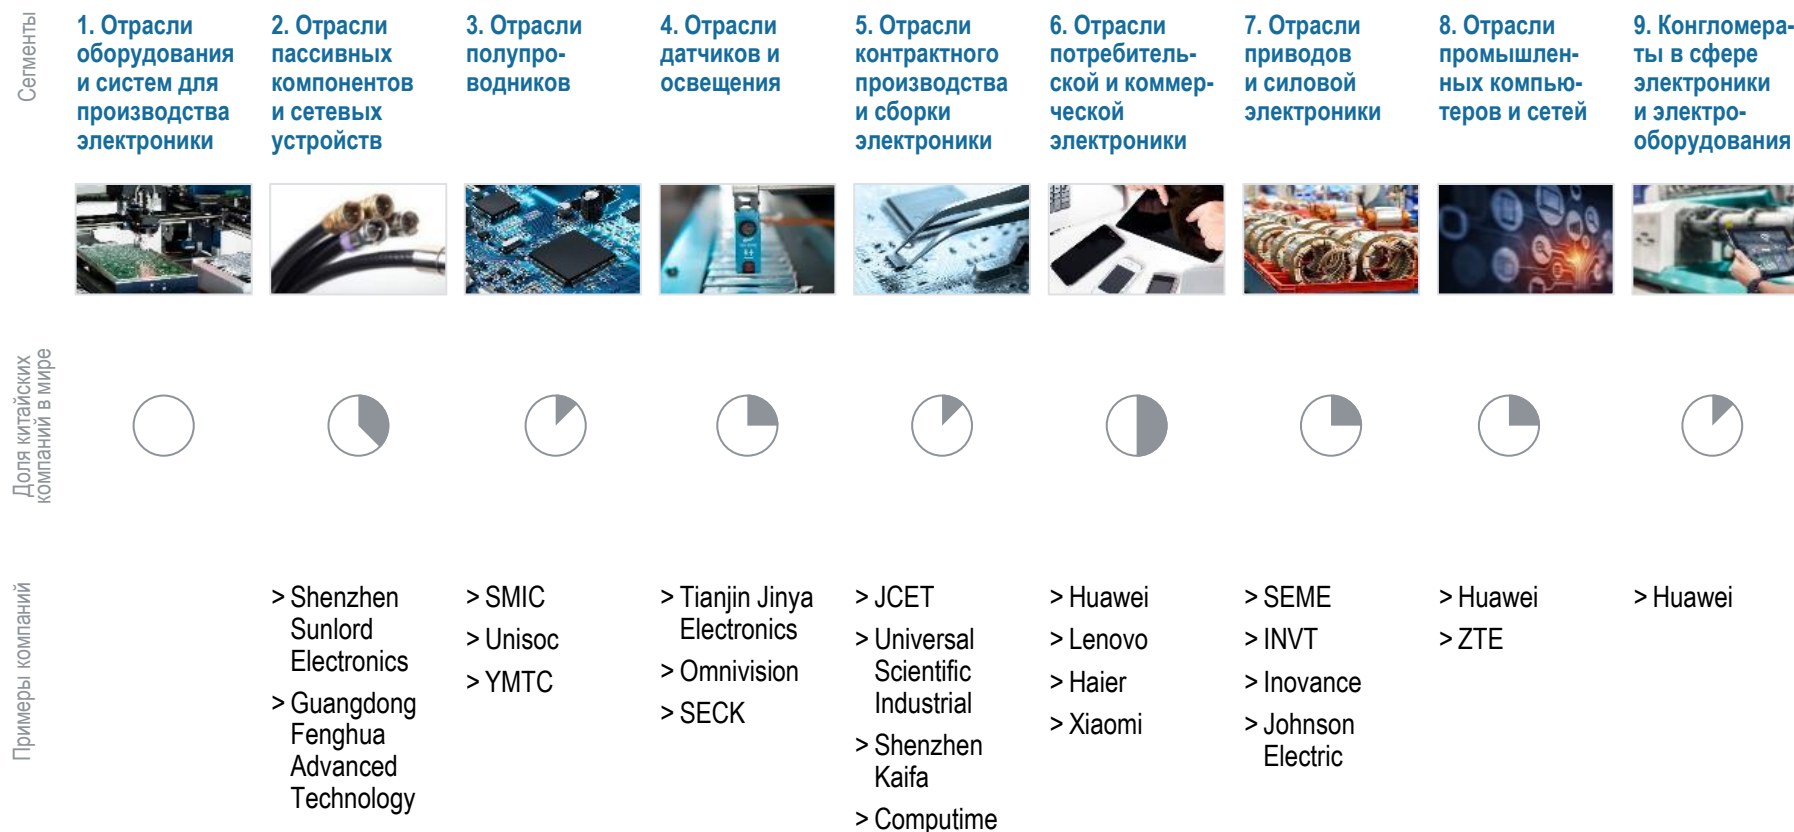 Сегменты
1. Отрасли
оборудования
и систем для
производства
электроники
2. Отрасли
пассивных
компонентов
и сетевых
устройств
3. Отрасли
полупро-
водников
4. Отрасли
датчиков и
освещения
5. Отрасли
контрактного
производства
и сборки
электроники
6. Отрасли
потребитель-
ской и коммер-
ческой
электроники
7. Отрасли
приводов
и силовой
электроники
8. Отрасли
промышлен-
ных компью-
теров и сетей
9. Конгломера-
ты в сфере
электроники
и электро-
оборудования
Доля китайских
компаний в мире
Примеры компаний
> Shenzhen
Sunlord
Electronics
> Guangdong
Fenghua
Advanced
Technology
> SMIC
> Unisoc
> YMTC
> Tianjin Jinya
Electronics
> Omnivision
> SECK
> JCET
> Universal
Scientific
Industrial
> Shenzhen
Kaifa
> Computime
> Huawei
> Lenovo
> Haier
> Xiaomi
> SEME
> INVT
> Inovance
> Johnson
Electric
> Huawei
> ZTE
> Huawei